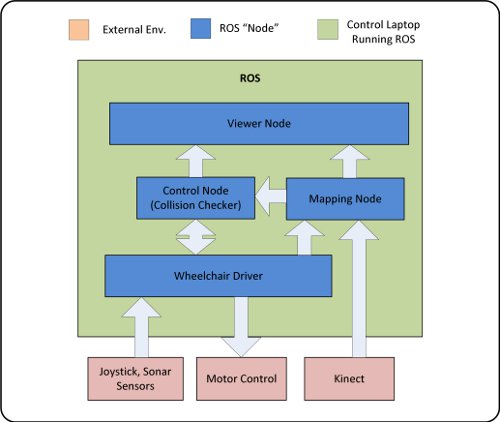 External Env.
ROS "Node"
Control Laptop
Running ROS
ROS
Viewer Node
Control Node
(Collision Checker)
Mapping Node
Wheelchair Driver
Joystick, Sonar
Sensors
Motor Control
Kinect